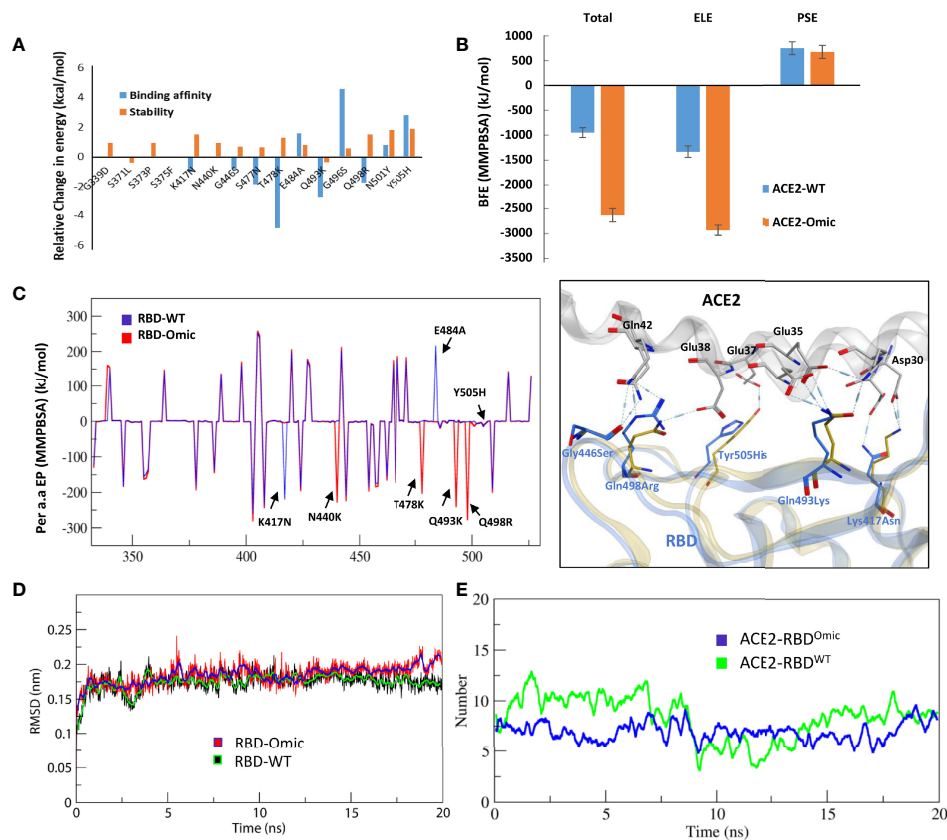 A
Relative Change in energy (kcal/mol)
6
4
2
0
-2
-4
-6
Binding affinity
Stability
G339D
S371L
S373P
S375F
K417N
N440K
G446S
S477N
T478K
E484A
Q493K
G496S
Q498R
N501Y
Y505H
B
Total
ELE
PSE
BFE (MMPBSA) (kJ/mol)
1000
500
0
-500
-1000
-1500
-2000
-2500
-3000
-3500
ACE2-WT
ACE2-Omic
C
Per a.a EP (MMPBSA) (kj/mol)
300
200
100
0
-100
-200
-300
RBD-WT
RBD-Omic
E484A
Y505H
K417N
N440K
T478K
Q493K
Q498R
350
400
450
500
ACE2
Gln42
Glu38
Glu37
Glu35
Asp30
Gly446Ser
Gln498Arg
Tyr505His
Gln493Lys
Lys417Asn
RBD
D
RMSD (nm)
0.25
0.2
0.15
0.1
0.05
0
RBD-Omic
RBD-WT
0
5
10
15
20
Time (ns)
E
Number
20
15
10
5
0
ACE2-RBDOmic
ACE2-RBDWT
0
5
10
15
20
Time (ns)